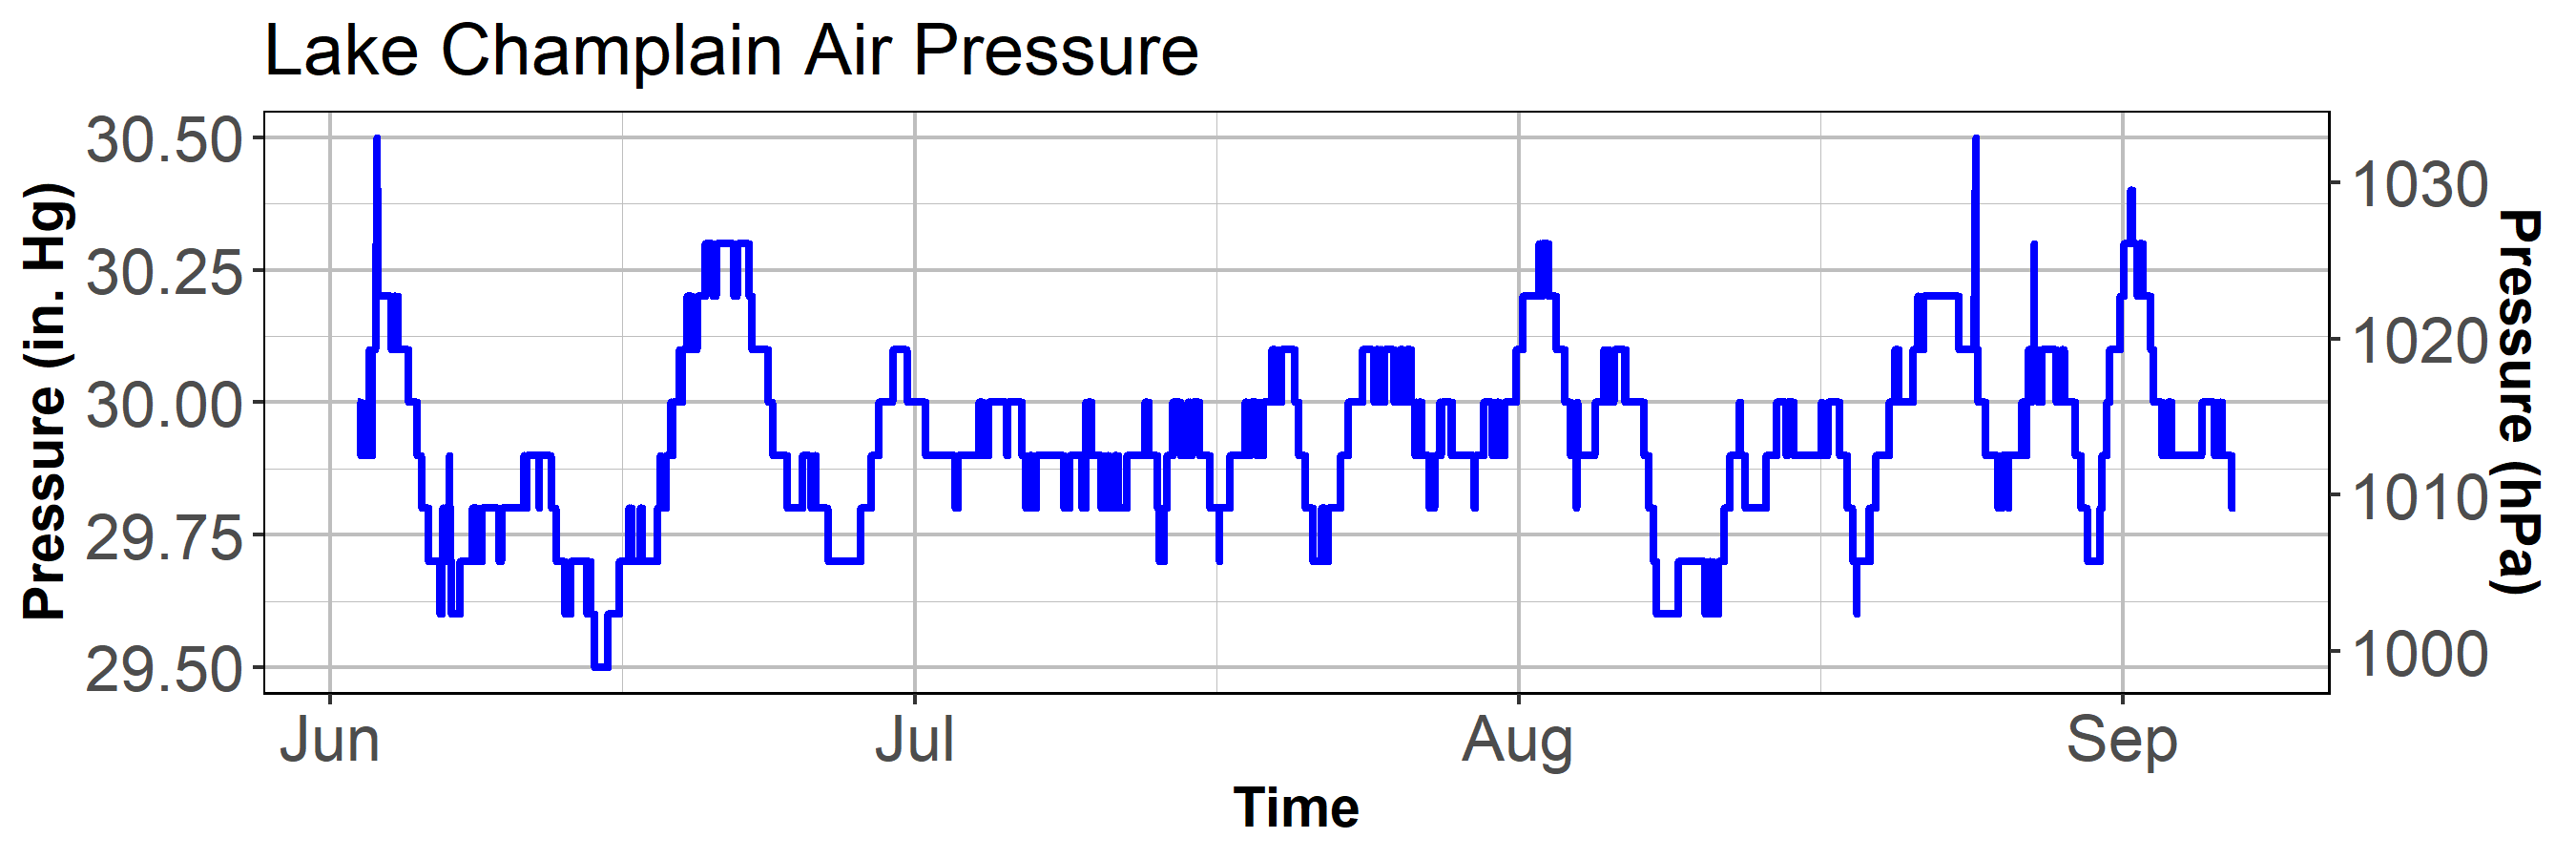 Lake Champlain Air Pressure
Pressure (in. Hg)
30.50
30.25
30.00
29.75
29.50
1030
1020
1010
1000
Pressure (hPa)
Jun Jul Aug Sep
Time